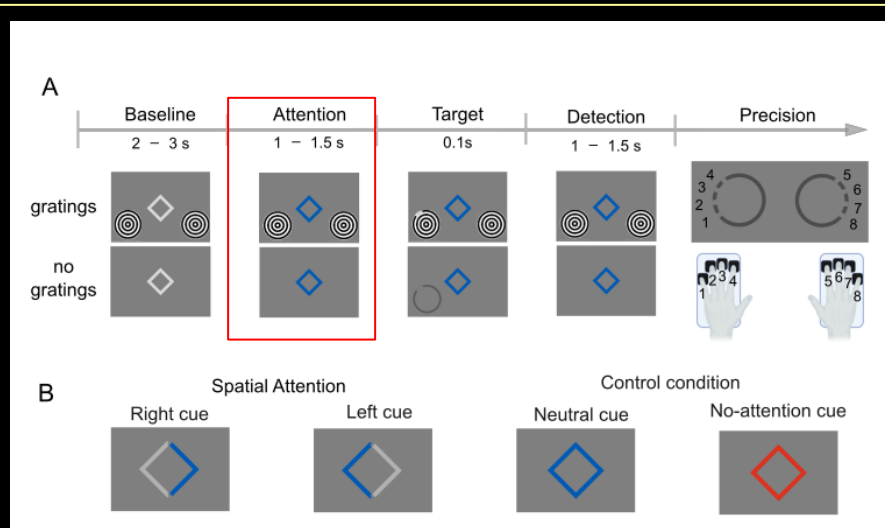 A
Baseline Attention Target Detection Precision
2 – 3 s 1 – 1.5 s 0.1s 1 – 1.5 s
gratings
4 5
3 6
2 7
1 8
no
gratings
1 2 3 4 5 6 7 8
B
Spatial Attention Control condition
Right cue Left cue Neutral cue No-attention cue